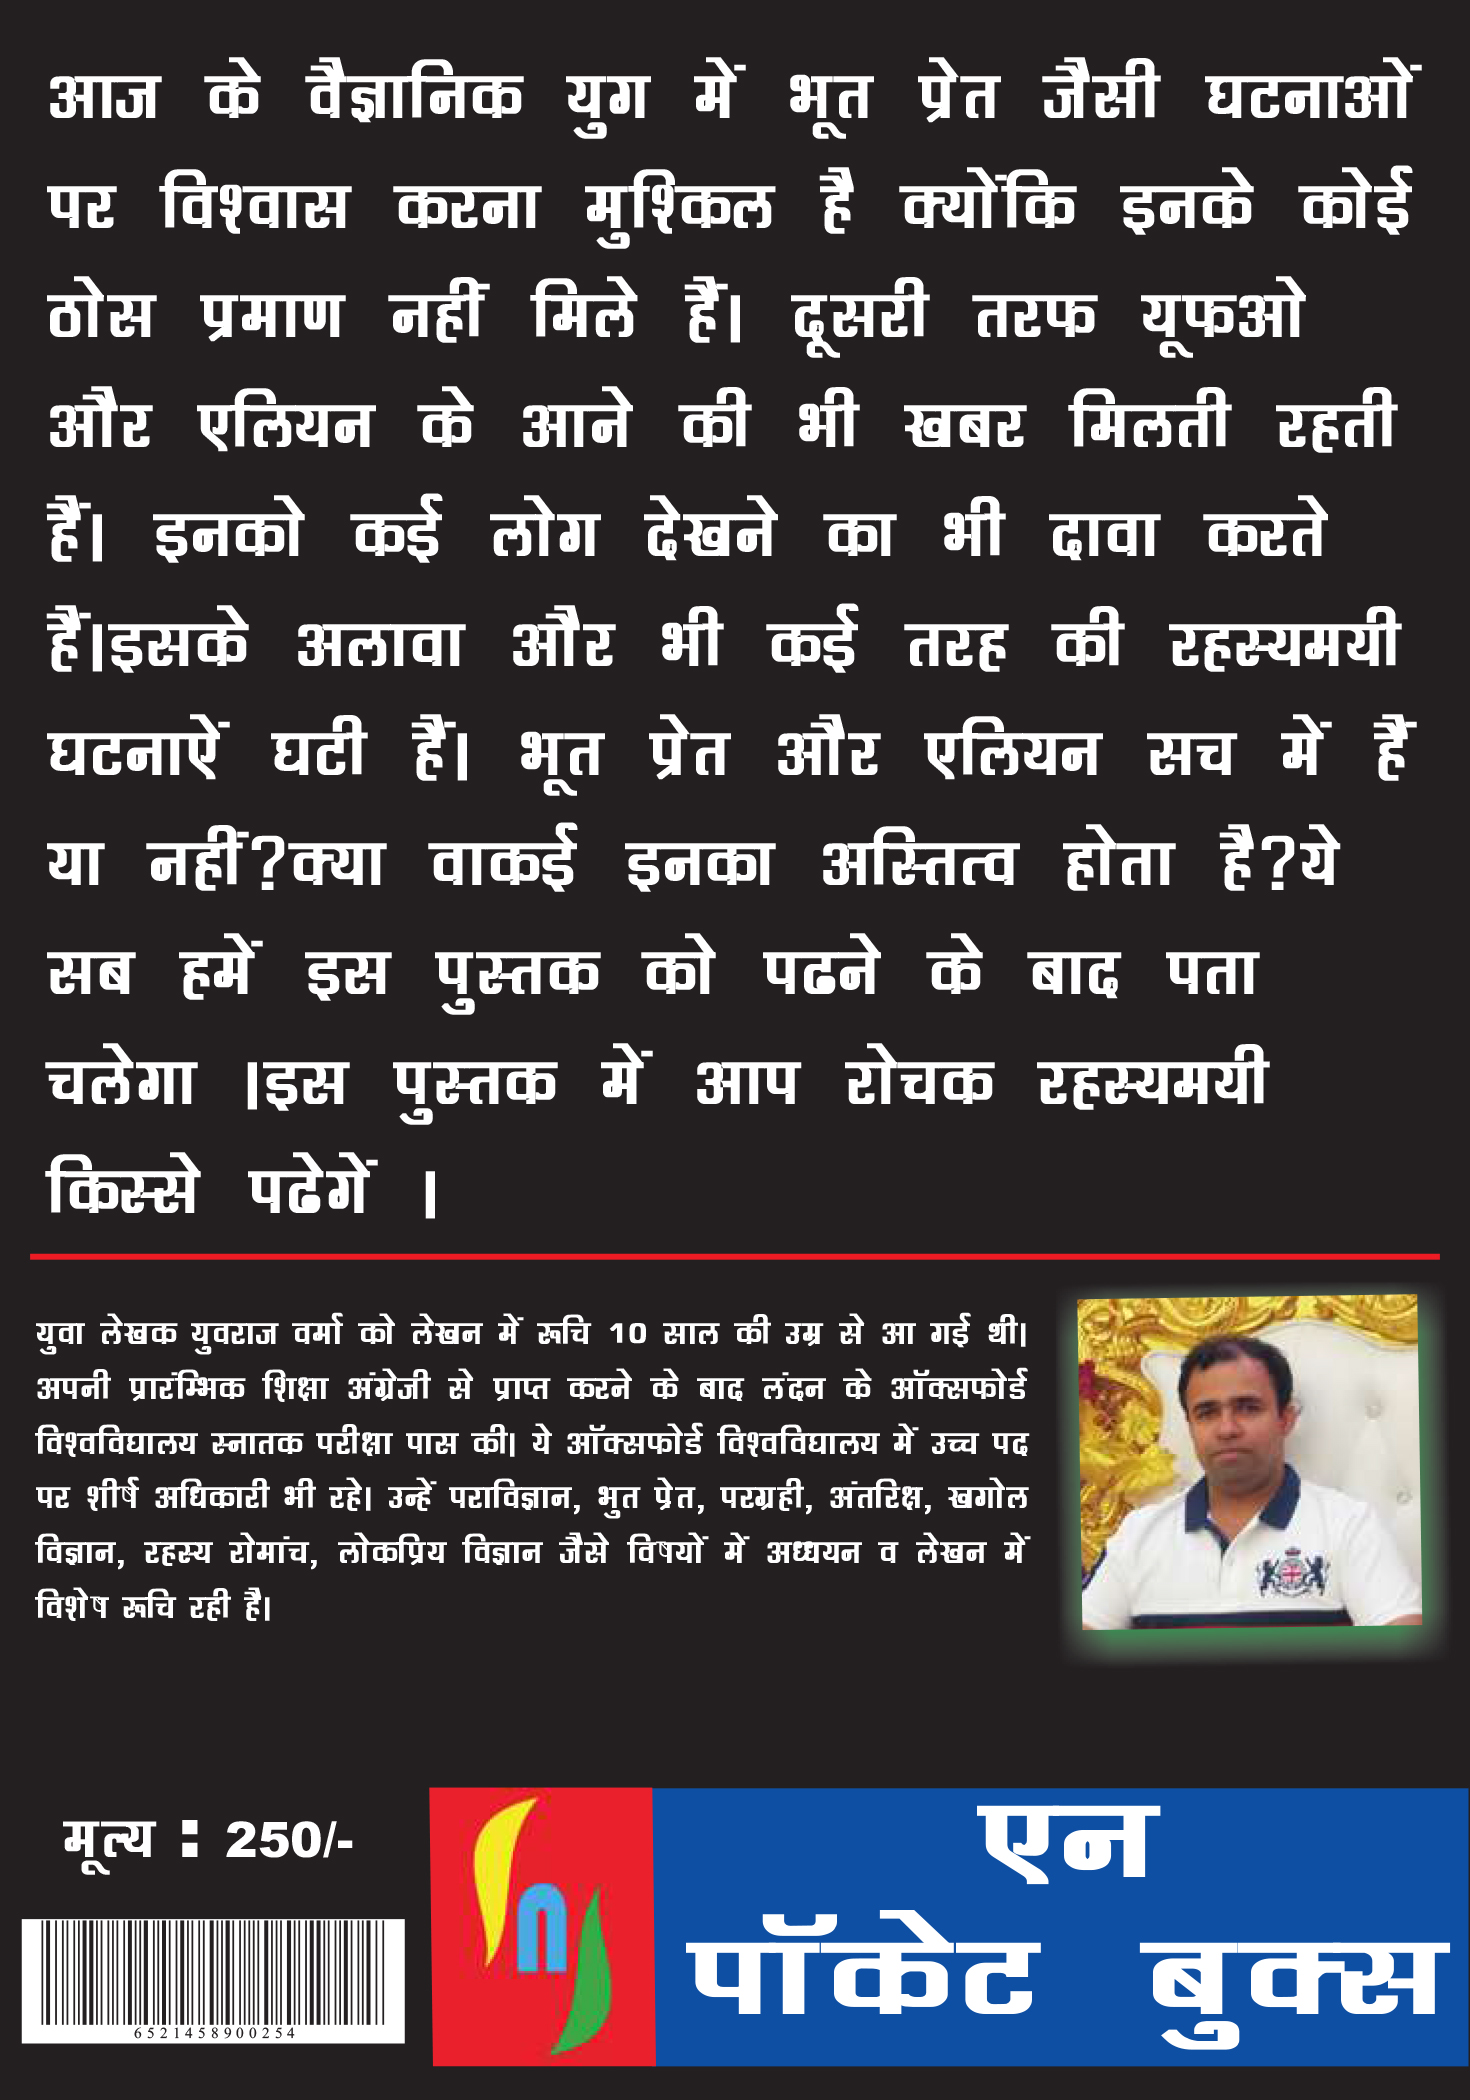 आज के वैज्ञानिक युग में भूत प्रेत जैसी घटनाओं
पर विश्वास करना मुश्किल है क्योंकि इनके कोई
ठोस प्रमाण नहीं मिले हैं। दूसरी तरफ यूफओ
और एलियन के आने की भी खबर मिलती रहती
हैं। इनको कई लोग देखने का भी दावा करते
हैं।इसके अलावा और भी कई तरह की रहस्यमयी
घटनाऐं घटी हैं। भूत प्रेत और एलियन सच में हैं
या नहीं?क्या वाकई इनका अस्तित्व होता है?ये
सब हमें इस पुस्तक को पढने के बाद पता
चलेगा ।इस पुस्तक में आप रोचक रहस्यमयी
किस्से पढेगें ।
युवा लेखक युवराज वर्मा को लेखन में रूचि 10 साल की उम्र से आ गई थी।
अपनी प्रारंम्भिक शिक्षा अंग्रेजी से प्राप्त करने के बाद लंदन के ऑक्सफोर्ड
विश्वविघालय स्नातक परीक्षा पास की। ये ऑक्सफोर्ड विश्वविघालय में उच्च पद
पर शीर्ष अधिकारी भी रहे। उन्हें पराविज्ञान, भुत प्रेत, परग्रही, अंतरिक्ष, खगोल
विज्ञान, रहस्य रोमांच, लोकप्रिय विज्ञान जैसे विषयों में अध्ययन व लेखन में
विशेष रूचि रही है।
मूल्य : 250/-
6521458900254
n
एन
पॉकेट बुक्स